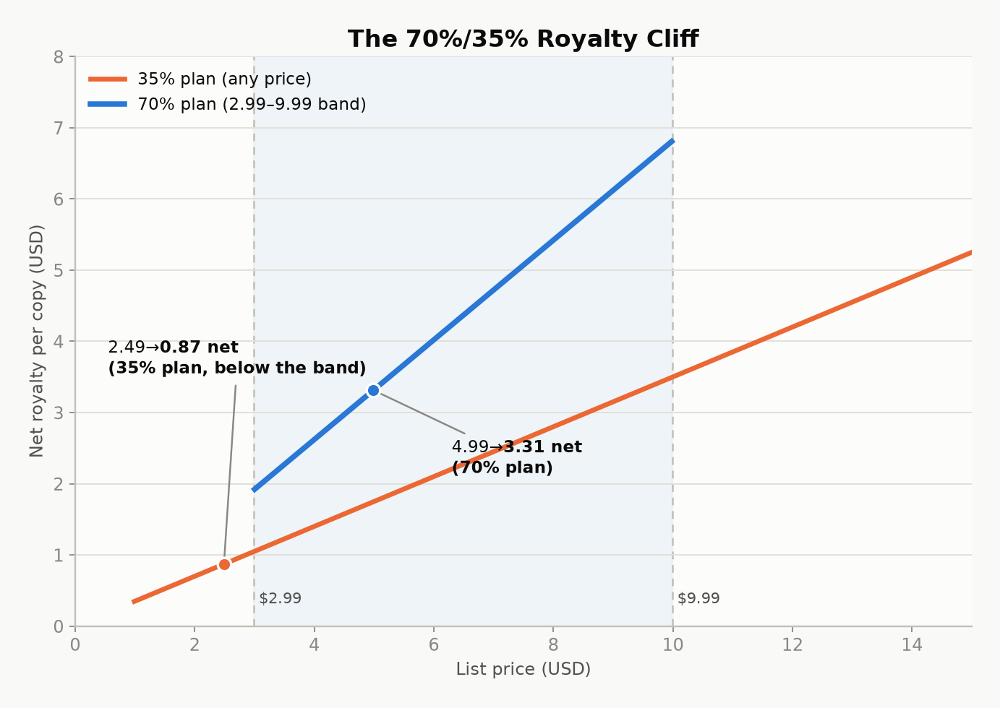 The 70%/35% Royalty Cliff
35% plan (any price)
70% plan (2.99–9.99 band)
Net royalty per copy (USD)
8
7
6
5
4
3
2
1
0
2.49→0.87 net
(35% plan, below the band)
4.99→3.31 net
(70% plan)
$2.99
$9.99
0 2 4 6 8 10 12 14
List price (USD)